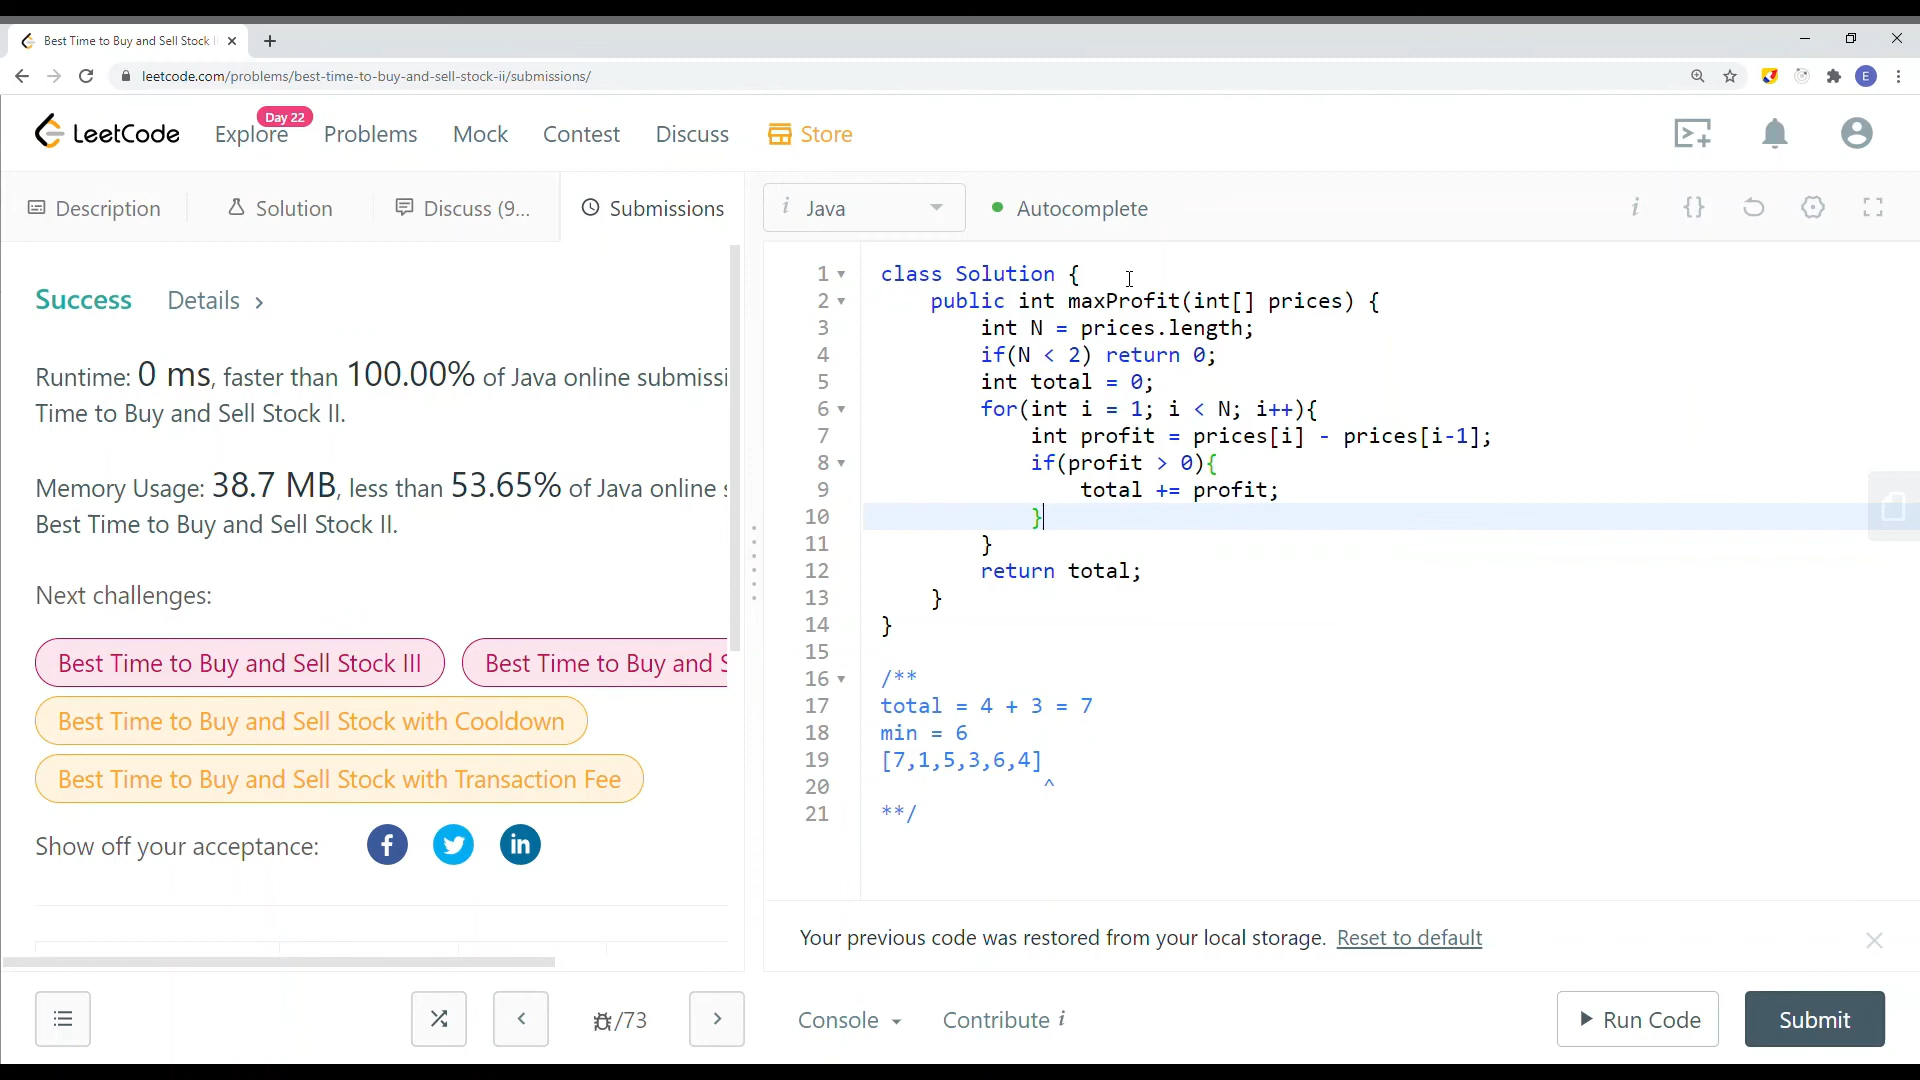 Best Time to Buy and Sell Stock
leetcode.com/problems/best-time-to-buy-and-sell-stock-ii/submissions/
E
LeetCode
Explore
Day 22
Problems
Mock
Contest
Discuss
Store
Description
Solution
Discuss (9...
Submissions
i Java
Autocomplete
i
{}
Success
Details >
Runtime: 0 ms, faster than 100.00% of Java online submissi
Time to Buy and Sell Stock II.
Memory Usage: 38.7 MB, less than 53.65% of Java online
Best Time to Buy and Sell Stock II.
Next challenges:
Best Time to Buy and Sell Stock III
Best Time to Buy and S
Best Time to Buy and Sell Stock with Cooldown
Best Time to Buy and Sell Stock with Transaction Fee
Show off your acceptance:
f
in
1 class Solution {
2 public int maxProfit(int[] prices) {
3 int N = prices.length;
4 if(N < 2) return 0;
5 int total = 0;
6 for(int i = 1; i < N; i++){
7 int profit = prices[i] - prices[i-1];
8 if(profit > 0){
9 total += profit;
10 }
11 }
12 return total;
13 }
14 }
15
16 /**
17 total = 4 + 3 = 7
18 min = 6
19 [7,1,5,3,6,4]
20 ^
21 **/
Your previous code was restored from your local storage. Reset to default
/73
Console
Contribute i
Run Code
Submit